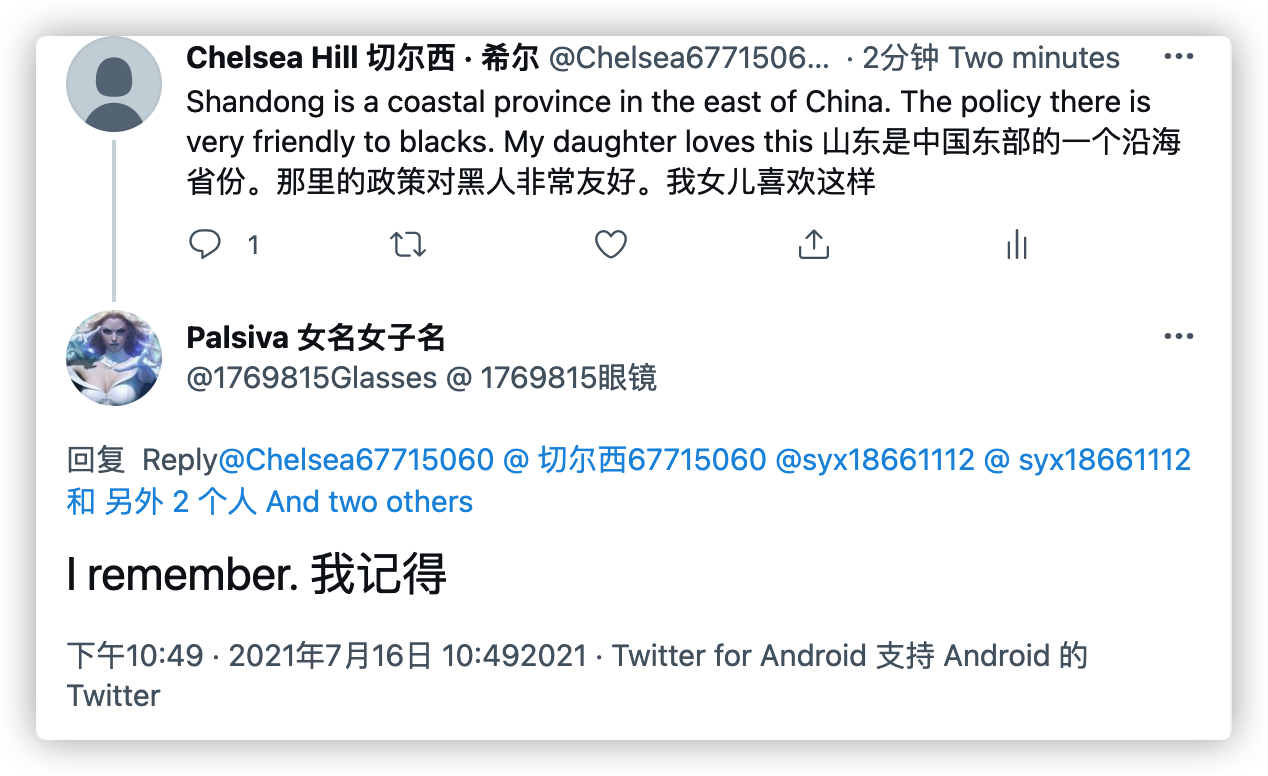 Chelsea Hill 切尔西 · 希尔 @Chelsea6771506... · 2分钟 Two minutes
Shandong is a coastal province in the east of China. The policy there is
very friendly to blacks. My daughter loves this 山东是中国东部的一个沿海
省份。那里的政策对黑人非常友好。我女儿喜欢这样
1
Palsiva 女名女子名
@1769815Glasses @ 1769815眼镜
回复 Reply@Chelsea67715060 @ 切尔西67715060 @syx18661112 @ syx18661112
和 另外 2 个人 And two others
I remember. 我记得
下午10:49 · 2021年7月16日 10:492021 · Twitter for Android 支持 Android 的
Twitter